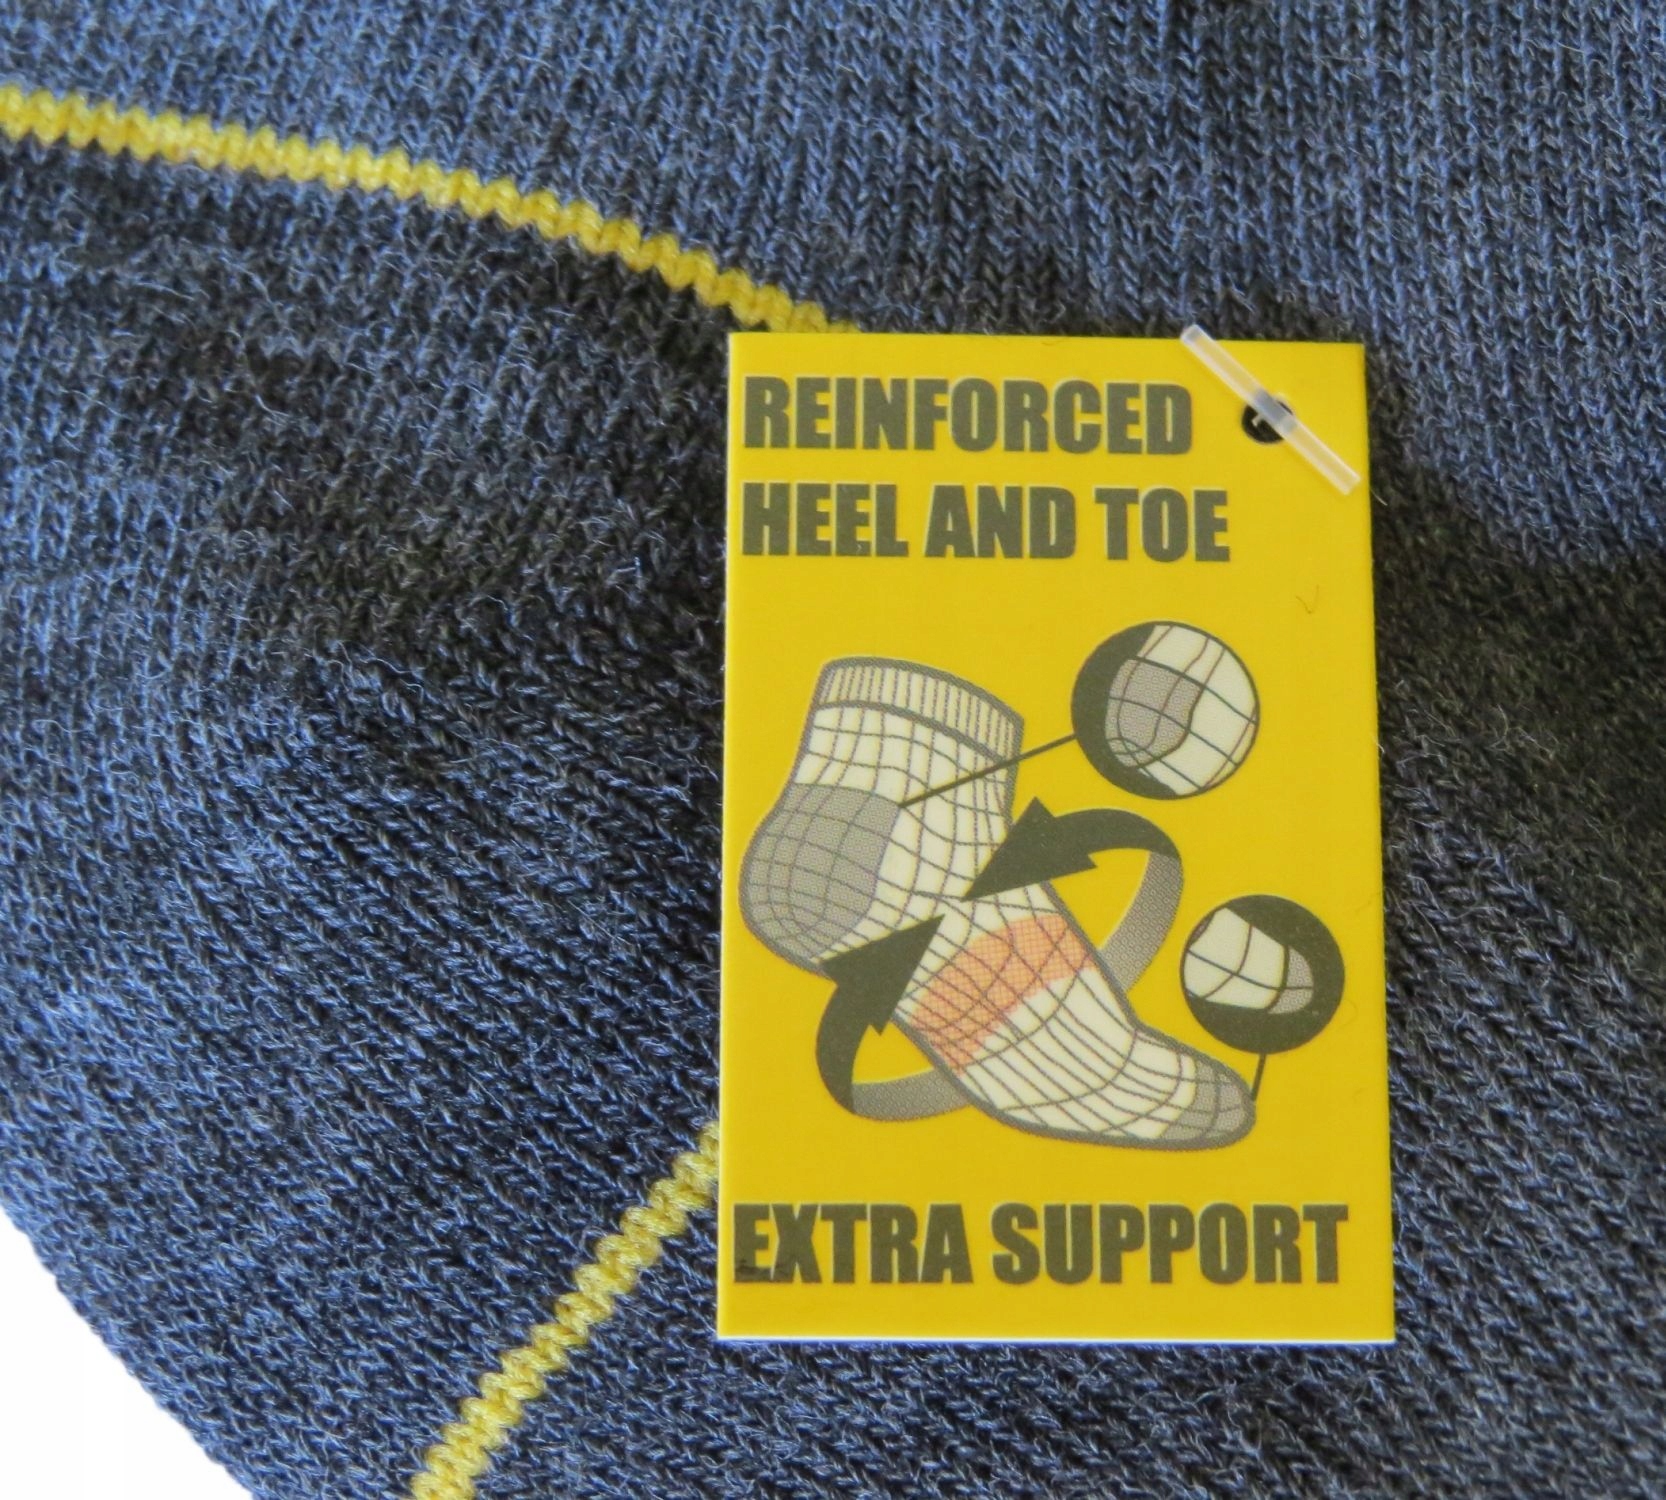 REINFORCED
HEEL AND TOE
EXTRA SUPPORT